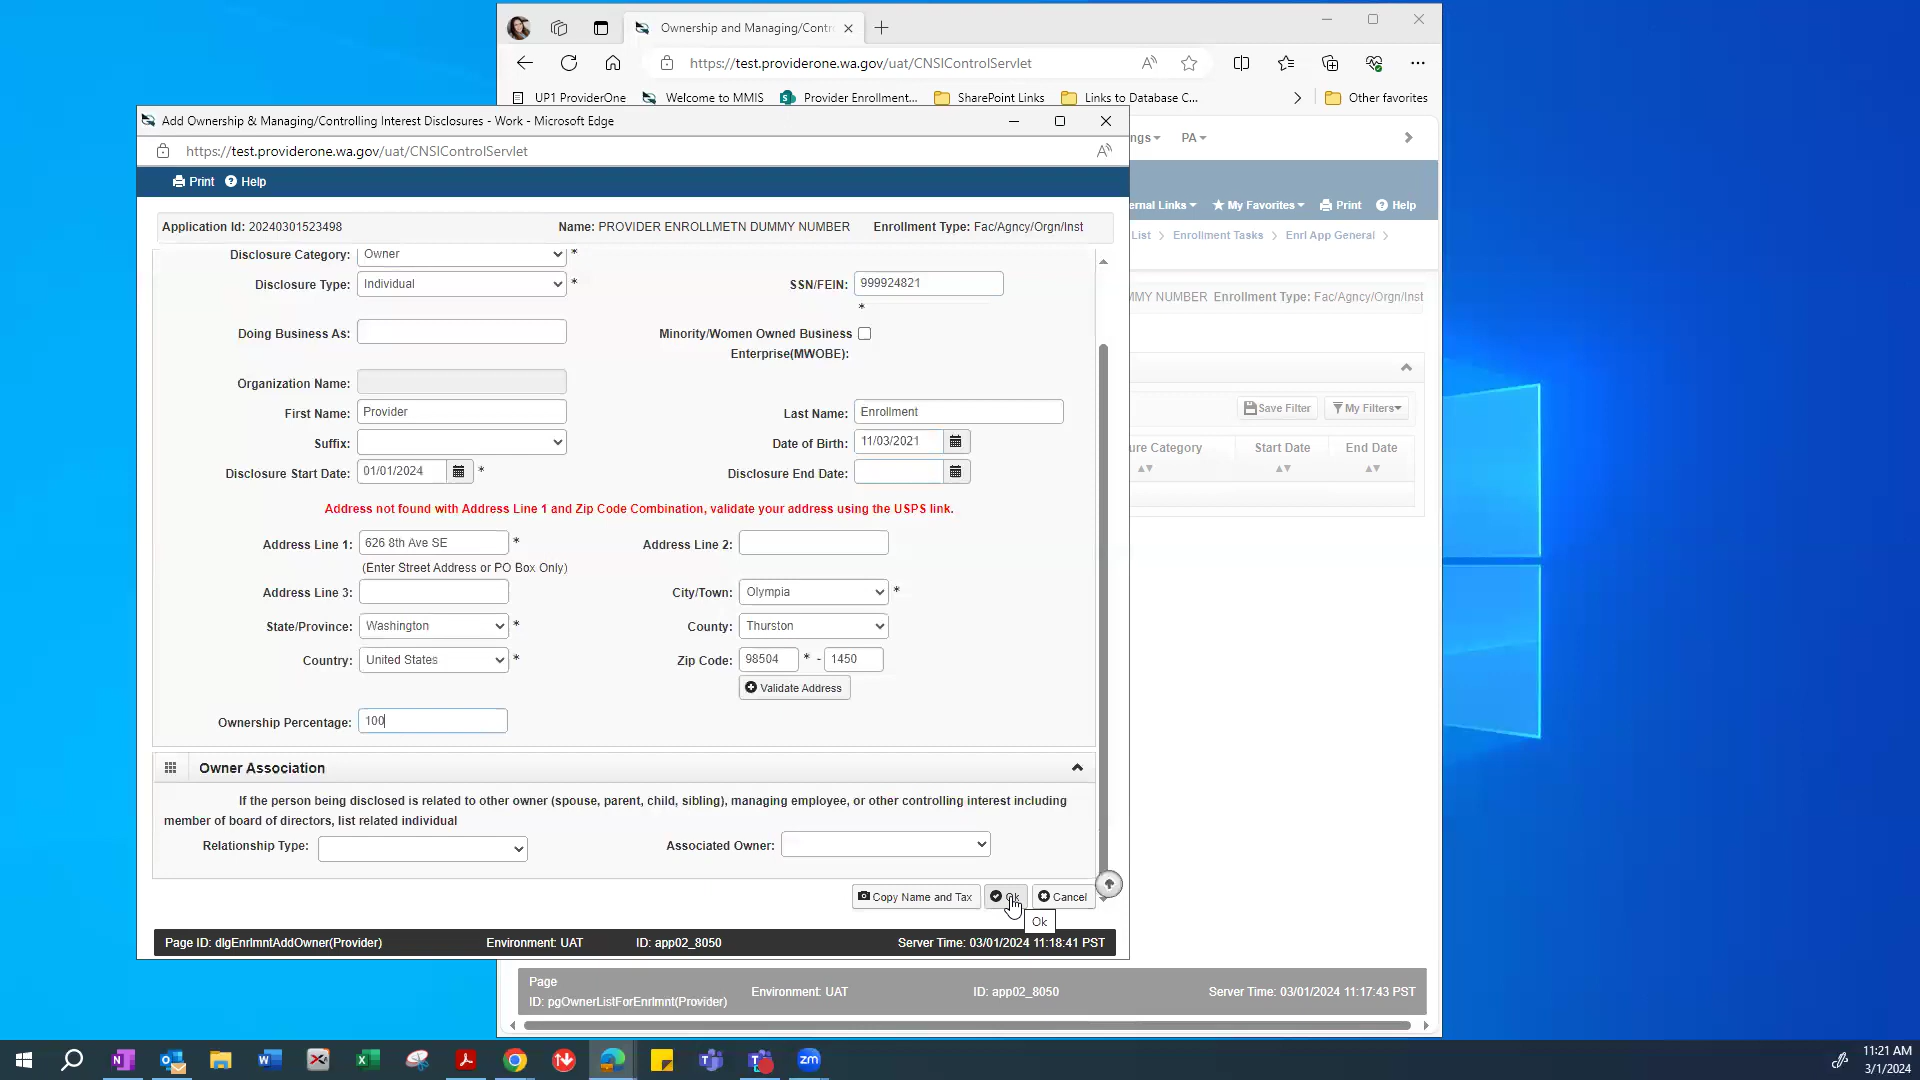 Ownership and Managing/Contr
https://test.providerone.wa.gov/uat/CNSIControlServlet
UP1 ProviderOne
Welcome to MMIS
Provider Enrollment...
SharePoint Links
Links to Database C...
Other favorites
Add Ownership & Managing/Controlling Interest Disclosures - Work - Microsoft Edge
ngs
PA
https://test.providerone.wa.gov/uat/CNSIControlServlet
Print
Help
ernal Links
My Favorites
Print
Help
Application Id: 20240301523498
Name: PROVIDER ENROLLMETN DUMMY NUMBER
Enrollment Type: Fac/Agncy/Orgn/Inst
List
Enrollment Tasks
Enrl App General
Disclosure Category: Owner *
Disclosure Type: Individual *
SSN/FEIN: 999924821
*
MY NUMBER Enrollment Type: Fac/Agncy/Orgn/Inst
Doing Business As:
Minority/Women Owned Business
Enterprise(MWOBE):
Organization Name:
First Name: Provider
Last Name: Enrollment
Save Filter
My Filters
Suffix:
Date of Birth: 11/03/2021
ure Category
Start Date
End Date
Disclosure Start Date: 01/01/2024 *
Disclosure End Date:
Address not found with Address Line 1 and Zip Code Combination, validate your address using the USPS link.
Address Line 1: 626 8th Ave SE *
Address Line 2:
(Enter Street Address or PO Box Only)
Address Line 3:
City/Town: Olympia *
State/Province: Washington *
County: Thurston
Country: United States *
Zip Code: 98504 * - 1450
Validate Address
Ownership Percentage: 100
Owner Association
If the person being disclosed is related to other owner (spouse, parent, child, sibling), managing employee, or other controlling interest including
member of board of directors, list related individual
Relationship Type:
Associated Owner:
Copy Name and Tax
Ok
Cancel
Ok
Page ID: dlgEnrlmntAddOwner(Provider)
Environment: UAT
ID: app02_8050
Server Time: 03/01/2024 11:18:41 PST
Page
ID: pgOwnerListForEnrlmnt(Provider)
Environment: UAT
ID: app02_8050
Server Time: 03/01/2024 11:17:43 PST
zm
11:21 AM
3/1/2024